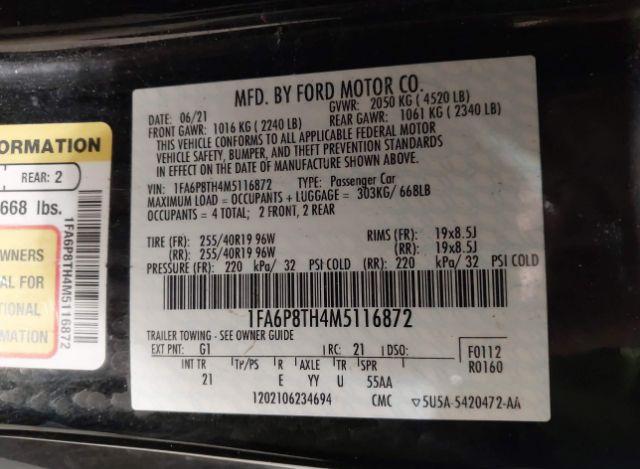 MFD. BY FORD MOTOR CO.
DATE: 06/21
GVWR: 2050 KG (4520 LB)
FRONT GAWR: 1016 KG (2240 LB)
REAR GAWR: 1061 KG (2340 LB)
THIS VEHICLE CONFORMS TO ALL APPLICABLE FEDERAL MOTOR
VEHICLE SAFETY, BUMPER, AND THEFT PREVENTION STANDARDS
IN EFFECT ON THE DATE OF MANUFACTURE SHOWN ABOVE.
VIN: 1FA6P8TH4M5116872 TYPE: Passenger Car
MAXIMUM LOAD = OCCUPANTS + LUGGAGE = 303KG/ 668LB
OCCUPANTS = 4 TOTAL; 2 FRONT, 2 REAR
TIRE (FR): 255/40R19 96W RIMS (FR): 19x8.5J
(RR): 255/40R19 96W (RR): 19x8.5J
PRESSURE (FR): 220 kPa/ 32 PSI COLD (RR): 220 kPa/ 32 PSI COLD
1FA6P8TH4M5116872
TRAILER TOWING - SEE OWNER GUIDE
EXT PNT: G1 RC: 21 DSO: F0112
INT TR TP/PS R AXLE TR SPR R0160
21 E YY U 55AA
1202106234694 CMC 5U5A-5420472-AA
FORMATION
REAR: 2
668 lbs.
OWNERS
AL FOR
TIONAL
1FA6P8TH4M5116872